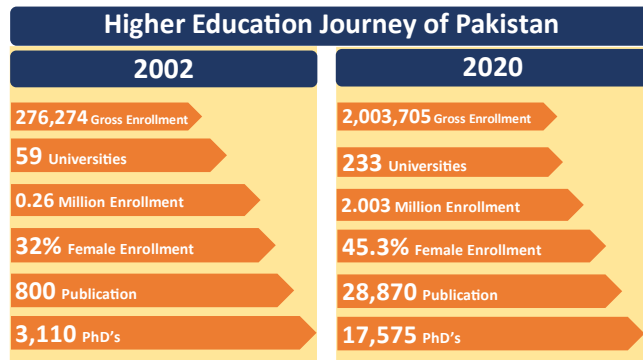 Higher Education Journey of Pakistan
2002
276,274 Gross Enrollment
59 Universities
0.26 Million Enrollment
32% Female Enrollment
800 Publication
3,110 PhD's
2020
2,003,705 Gross Enrollment
233 Universities
2.003 Million Enrollment
45.3% Female Enrollment
28,870 Publication
17,575 PhD's